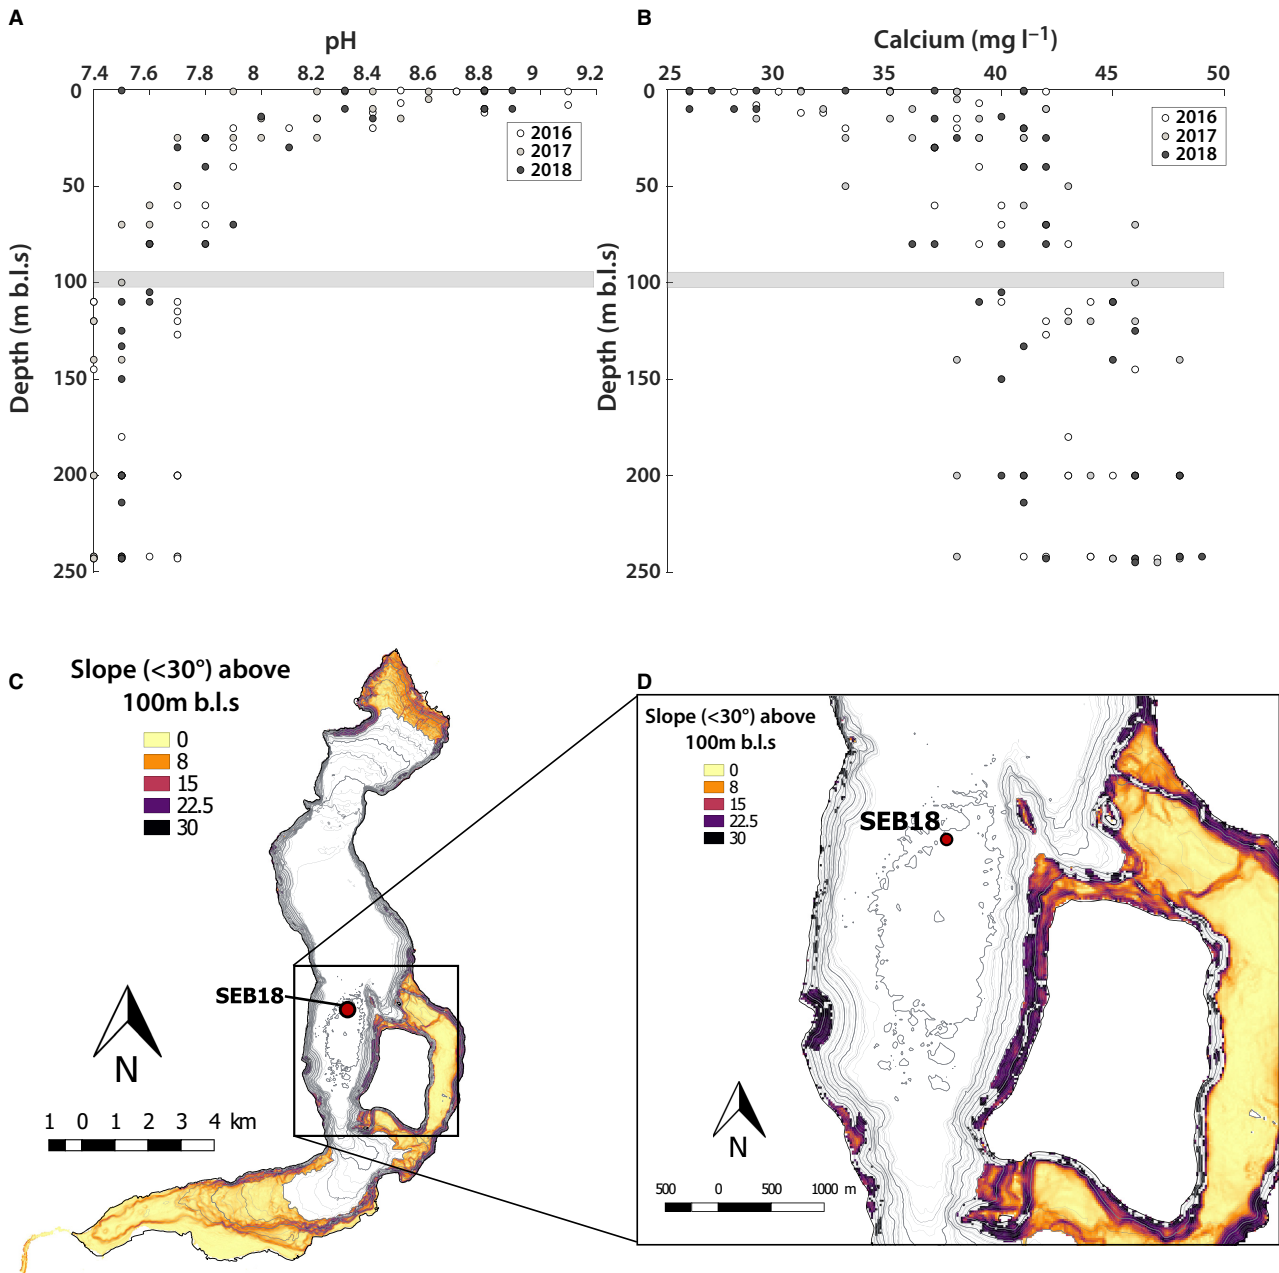 A
pH
7.4 7.6 7.8 8 8.2 8.4 8.6 8.8 9 9.2
0
50
100
150
200
250
Depth (m b.l.s)
2016
2017
2018
B
Calcium (mg l⁻¹)
25 30 35 40 45 50
0
50
100
150
200
250
Depth (m b.l.s)
2016
2017
2018
C
Slope (<30°) above
100m b.l.s
0
8
15
22.5
30
SEB18
N
1 0 1 2 3 4 km
D
Slope (<30°) above
100m b.l.s
0
8
15
22.5
30
SEB18
N
500 0 500 1000 m